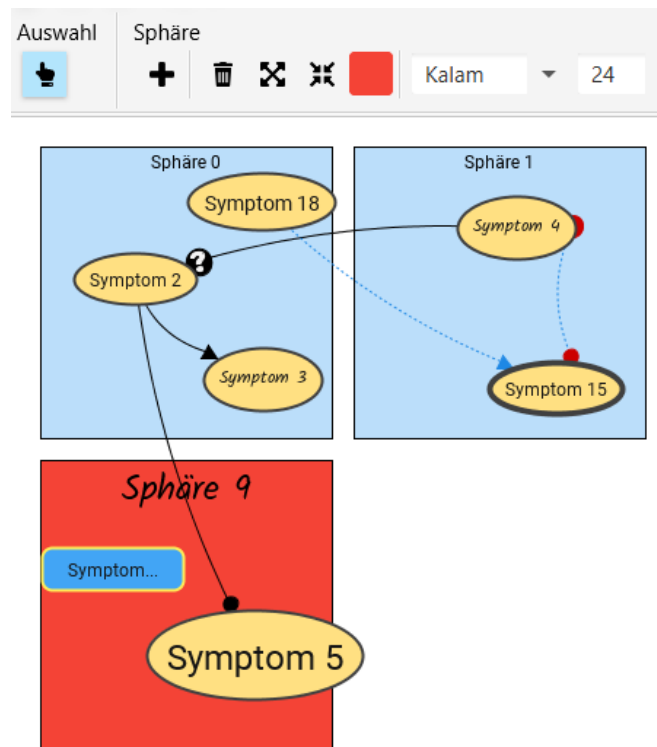 Auswahl
Sphäre
Kalam
24
Sphäre 0
Sphäre 1
Symptom 18
Symptom 4
?
Symptom 2
Symptom 3
Symptom 15
Sphäre 9
Symptom...
Symptom 5